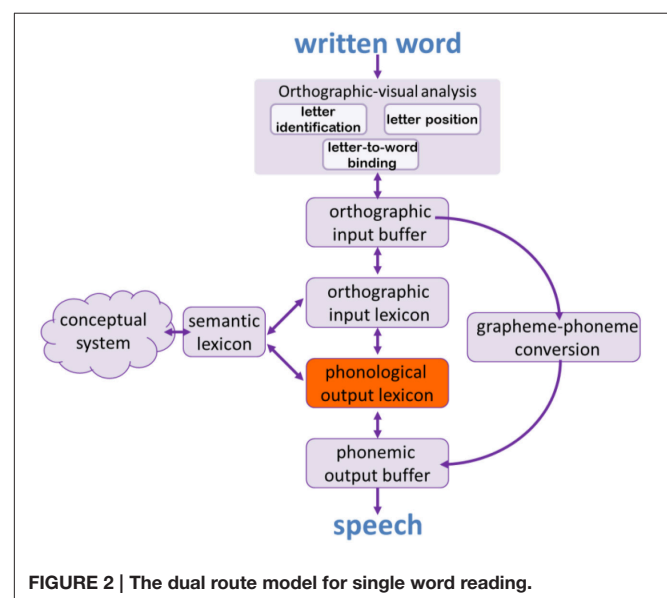 written word
Orthographic-visual analysis
letter
identification
letter position
letter-to-word
binding
orthographic
input buffer
orthographic
input lexicon
conceptual
system
semantic
lexicon
grapheme-phoneme
conversion
phonological
output lexicon
phonemic
output buffer
speech
FIGURE 2 | The dual route model for single word reading.